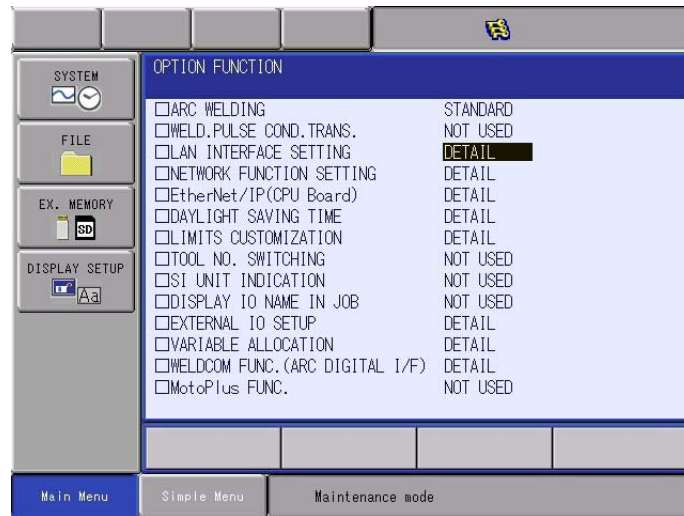 SYSTEM
FILE
EX. MEMORY
SD
DISPLAY SETUP
Aa
OPTION FUNCTION
□ARC WELDING STANDARD
□WELD.PULSE COND.TRANS. NOT USED
□LAN INTERFACE SETTING DETAIL
□NETWORK FUNCTION SETTING DETAIL
□EtherNet/IP(CPU Board) DETAIL
□DAYLIGHT SAVING TIME DETAIL
□LIMITS CUSTOMIZATION DETAIL
□TOOL NO. SWITCHING NOT USED
□SI UNIT INDICATION NOT USED
□DISPLAY IO NAME IN JOB NOT USED
□EXTERNAL IO SETUP DETAIL
□VARIABLE ALLOCATION DETAIL
□WELDCOM FUNC.(ARC DIGITAL I/F) DETAIL
□MotoPlus FUNC. NOT USED
Main Menu Simple Menu Maintenance mode